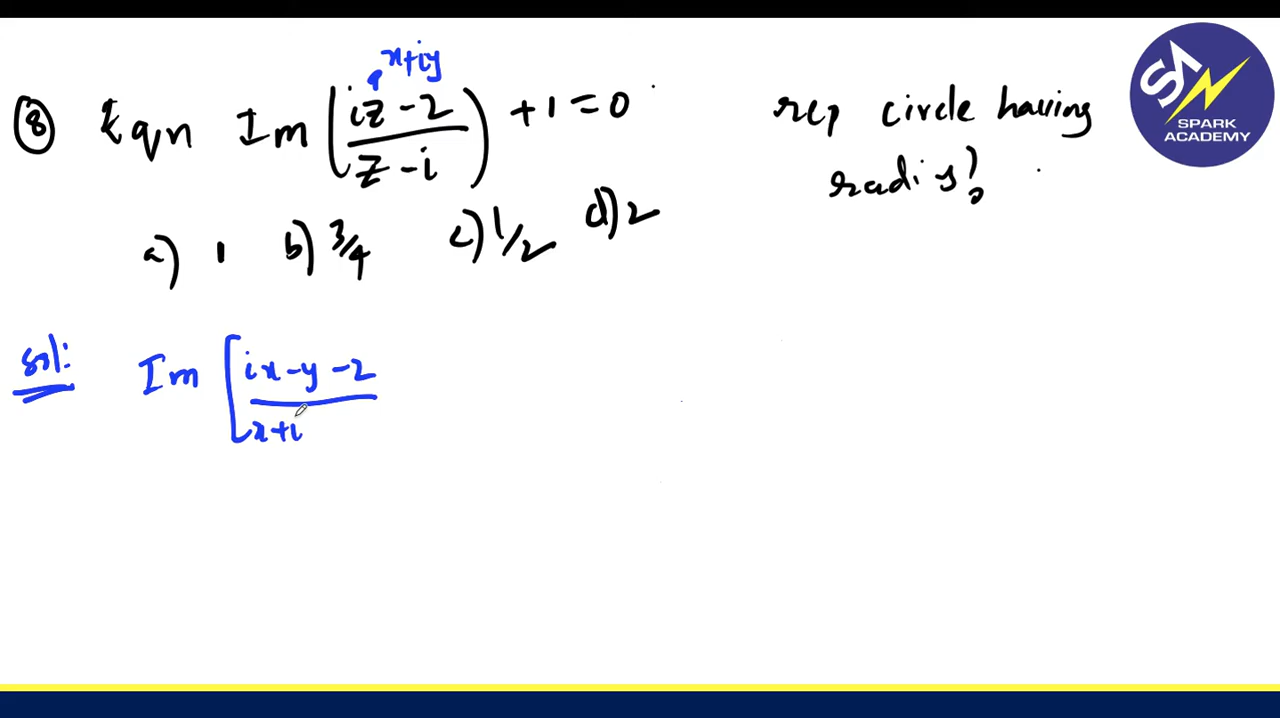 x+iy
⑧ Eqn Im (iz - 2 / z - i) + 1 = 0 rep circle having radius?
a) 1 b) 3/4 c) 1/2 d) 2
Sol: Im [ix - y - 2 / x + i
SPARK
ACADEMY